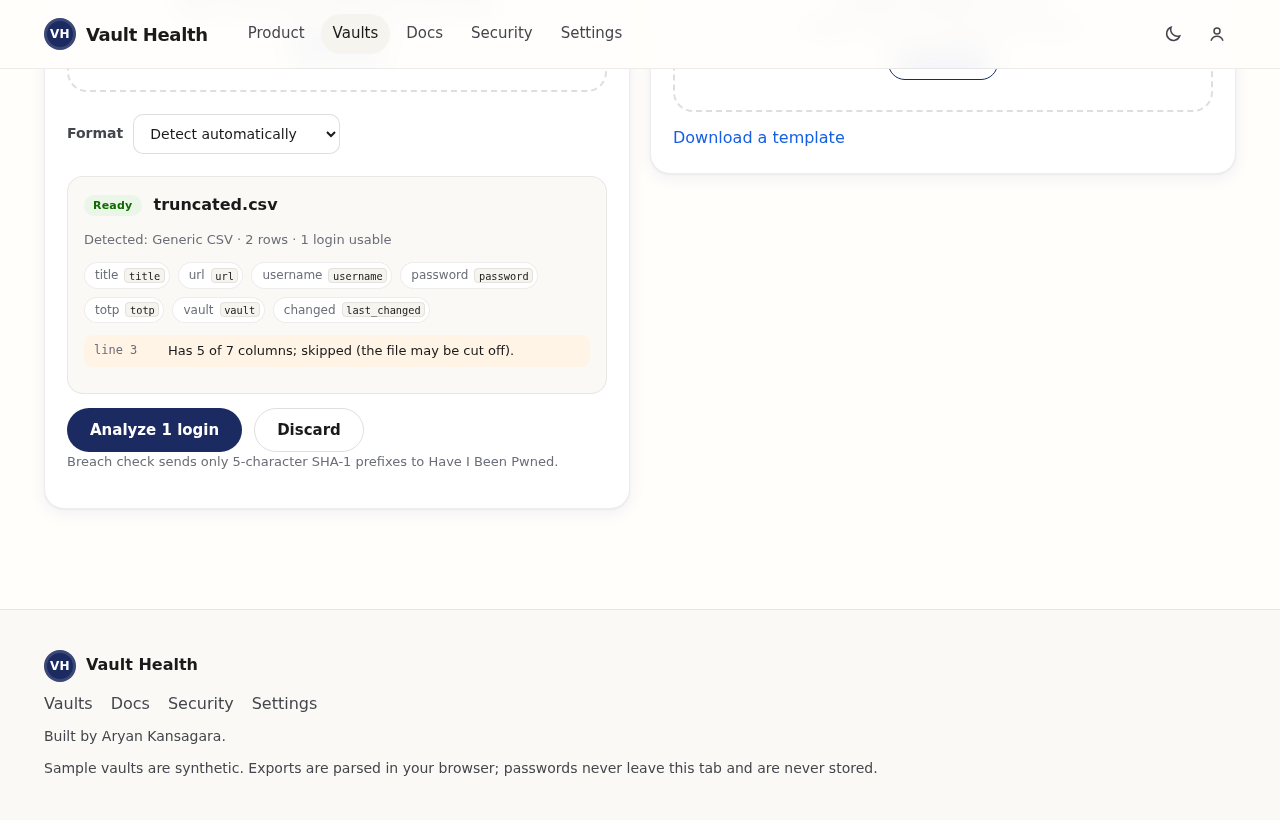 VH Vault Health Product Vaults Docs Security Settings
Format Detect automatically
Download a template
Ready truncated.csv
Detected: Generic CSV · 2 rows · 1 login usable
title title url url username username password password
totp totp vault vault changed last_changed
line 3 Has 5 of 7 columns; skipped (the file may be cut off).
Analyze 1 login Discard
Breach check sends only 5-character SHA-1 prefixes to Have I Been Pwned.
VH Vault Health
Vaults Docs Security Settings
Built by Aryan Kansagara.
Sample vaults are synthetic. Exports are parsed in your browser; passwords never leave this tab and are never stored.